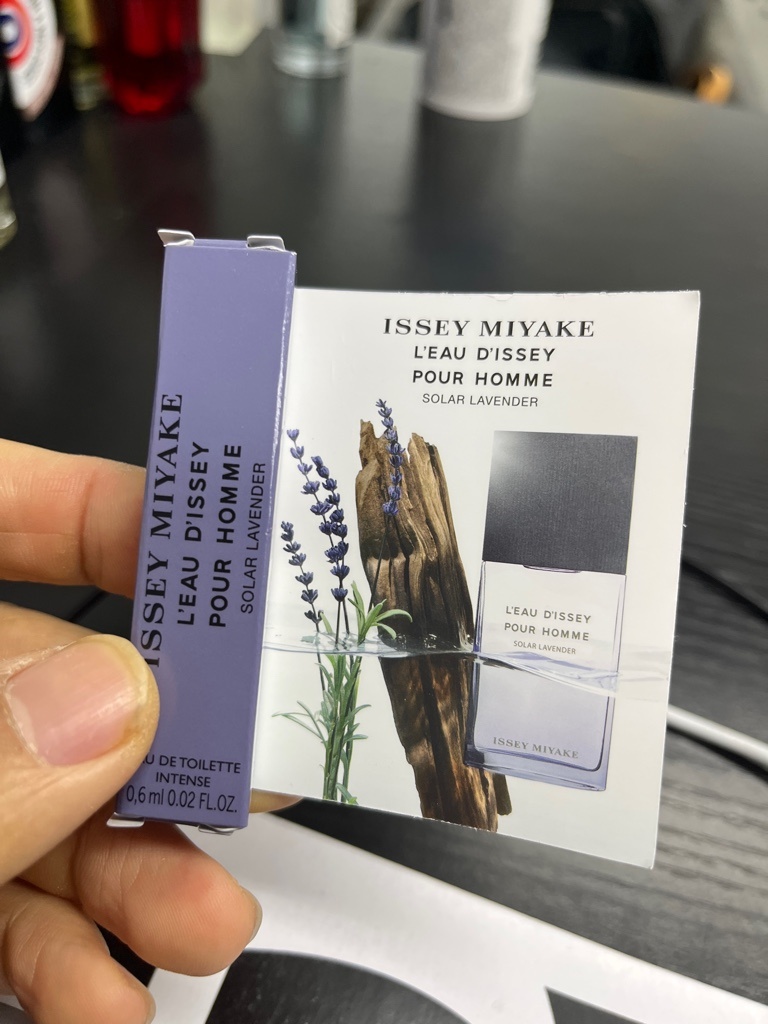 ISSEY MIYAKE
L'EAU D'ISSEY
POUR HOMME
SOLAR LAVENDER
EAU DE TOILETTE
INTENSE
0,6 ml 0.02 FL.OZ.
ISSEY MIYAKE
L'EAU D'ISSEY
POUR HOMME
SOLAR LAVENDER
L'EAU D'ISSEY
POUR HOMME
SOLAR LAVENDER
ISSEY MIYAKE